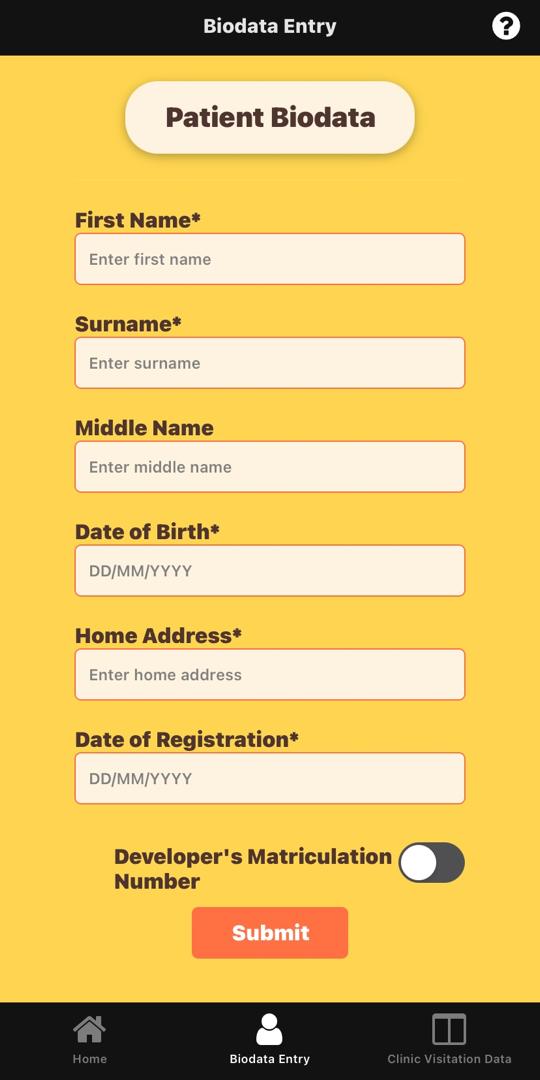 Biodata Entry
?
Patient Biodata
First Name*
Enter first name
Surname*
Enter surname
Middle Name
Enter middle name
Date of Birth*
DD/MM/YYYY
Home Address*
Enter home address
Date of Registration*
DD/MM/YYYY
Developer's Matriculation
Number
Submit
Home
Biodata Entry
Clinic Visitation Data